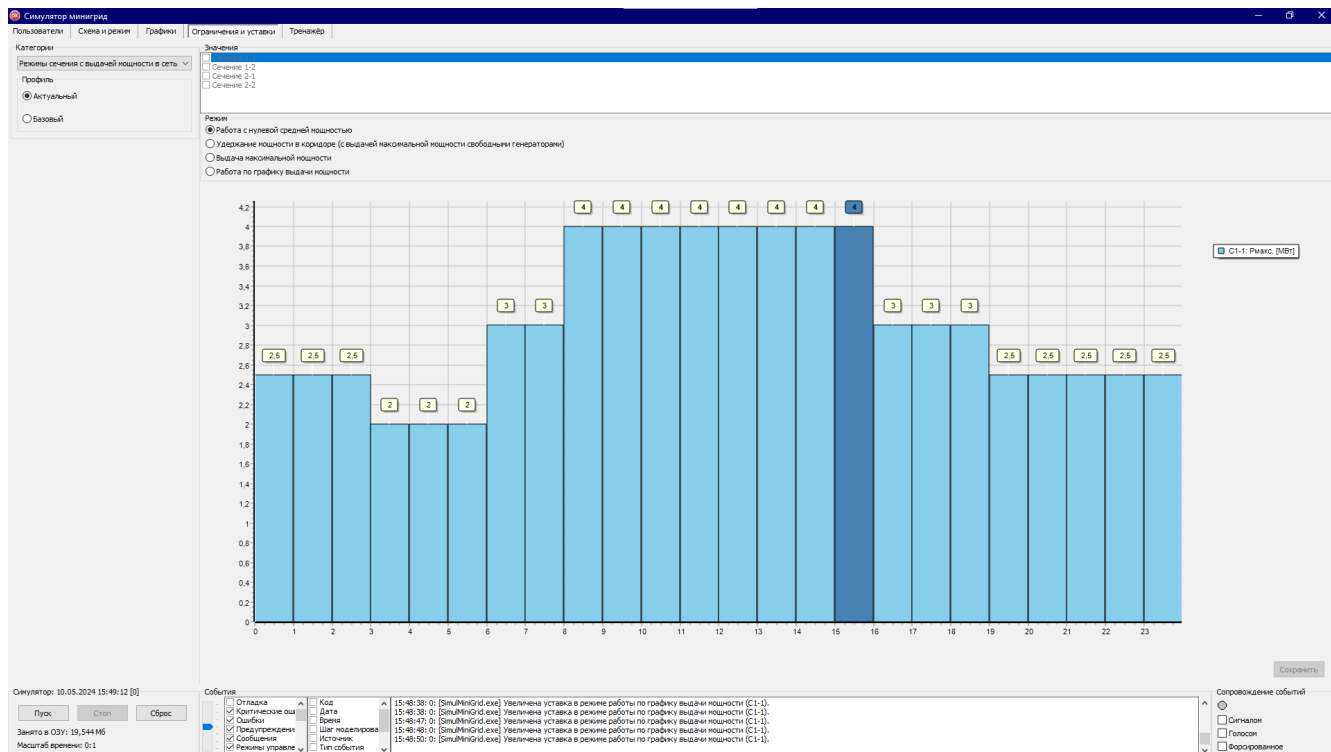 Симулятор минигрид
Пользователи Схема и режим Графики Ограничения и уставки Тренажёр
Категории
Режимы сечения с выдачей мощности в сеть
Профиль
Актуальный
Базовый
Значения
Сечение 1-2
Сечение 2-1
Сечение 2-2
Режим
Работа с нулевой средней мощностью
Удержание мощности в коридоре (с выдачей максимальной мощности свободными генераторами)
Выдача максимальной мощности
Работа по графику выдачи мощности
4 4 4 4 4 4 4 4
3 3 3 3 3
2,5 2,5 2,5 2,5 2,5 2,5 2,5 2,5
2 2 2
4,2
4
3,8
3,6
3,4
3,2
3
2,8
2,6
2,4
2,2
2
1,8
1,6
1,4
1,2
1
0,8
0,6
0,4
0,2
0
0 1 2 3 4 5 6 7 8 9 10 11 12 13 14 15 16 17 18 19 20 21 22 23
С1-1: Рмакс, [МВт]
Сохранить
Симулятор: 10.05.2024 15:49:12 [0]
Пуск Стоп Сброс
Занято в ОЗУ: 19,544 Мб
Масштаб времени: 0:1
События
Отладка
Критические ош
Ошибки
Предупреждени
Сообщения
Режимы управле
Код
Дата
Время
Шаг моделирова
Источник
Тип события
15:48:38: 0: [SimulMiniGrid.exe] Увеличена уставка в режиме работы по графику выдачи мощности (С1-1).
15:48:38: 0: [SimulMiniGrid.exe] Увеличена уставка в режиме работы по графику выдачи мощности (С1-1).
15:48:47: 0: [SimulMiniGrid.exe] Увеличена уставка в режиме работы по графику выдачи мощности (С1-1).
15:48:48: 0: [SimulMiniGrid.exe] Увеличена уставка в режиме работы по графику выдачи мощности (С1-1).
15:48:50: 0: [SimulMiniGrid.exe] Увеличена уставка в режиме работы по графику выдачи мощности (С1-1).
Сопровождение событий
Сигналом
Голосом
Форсированное